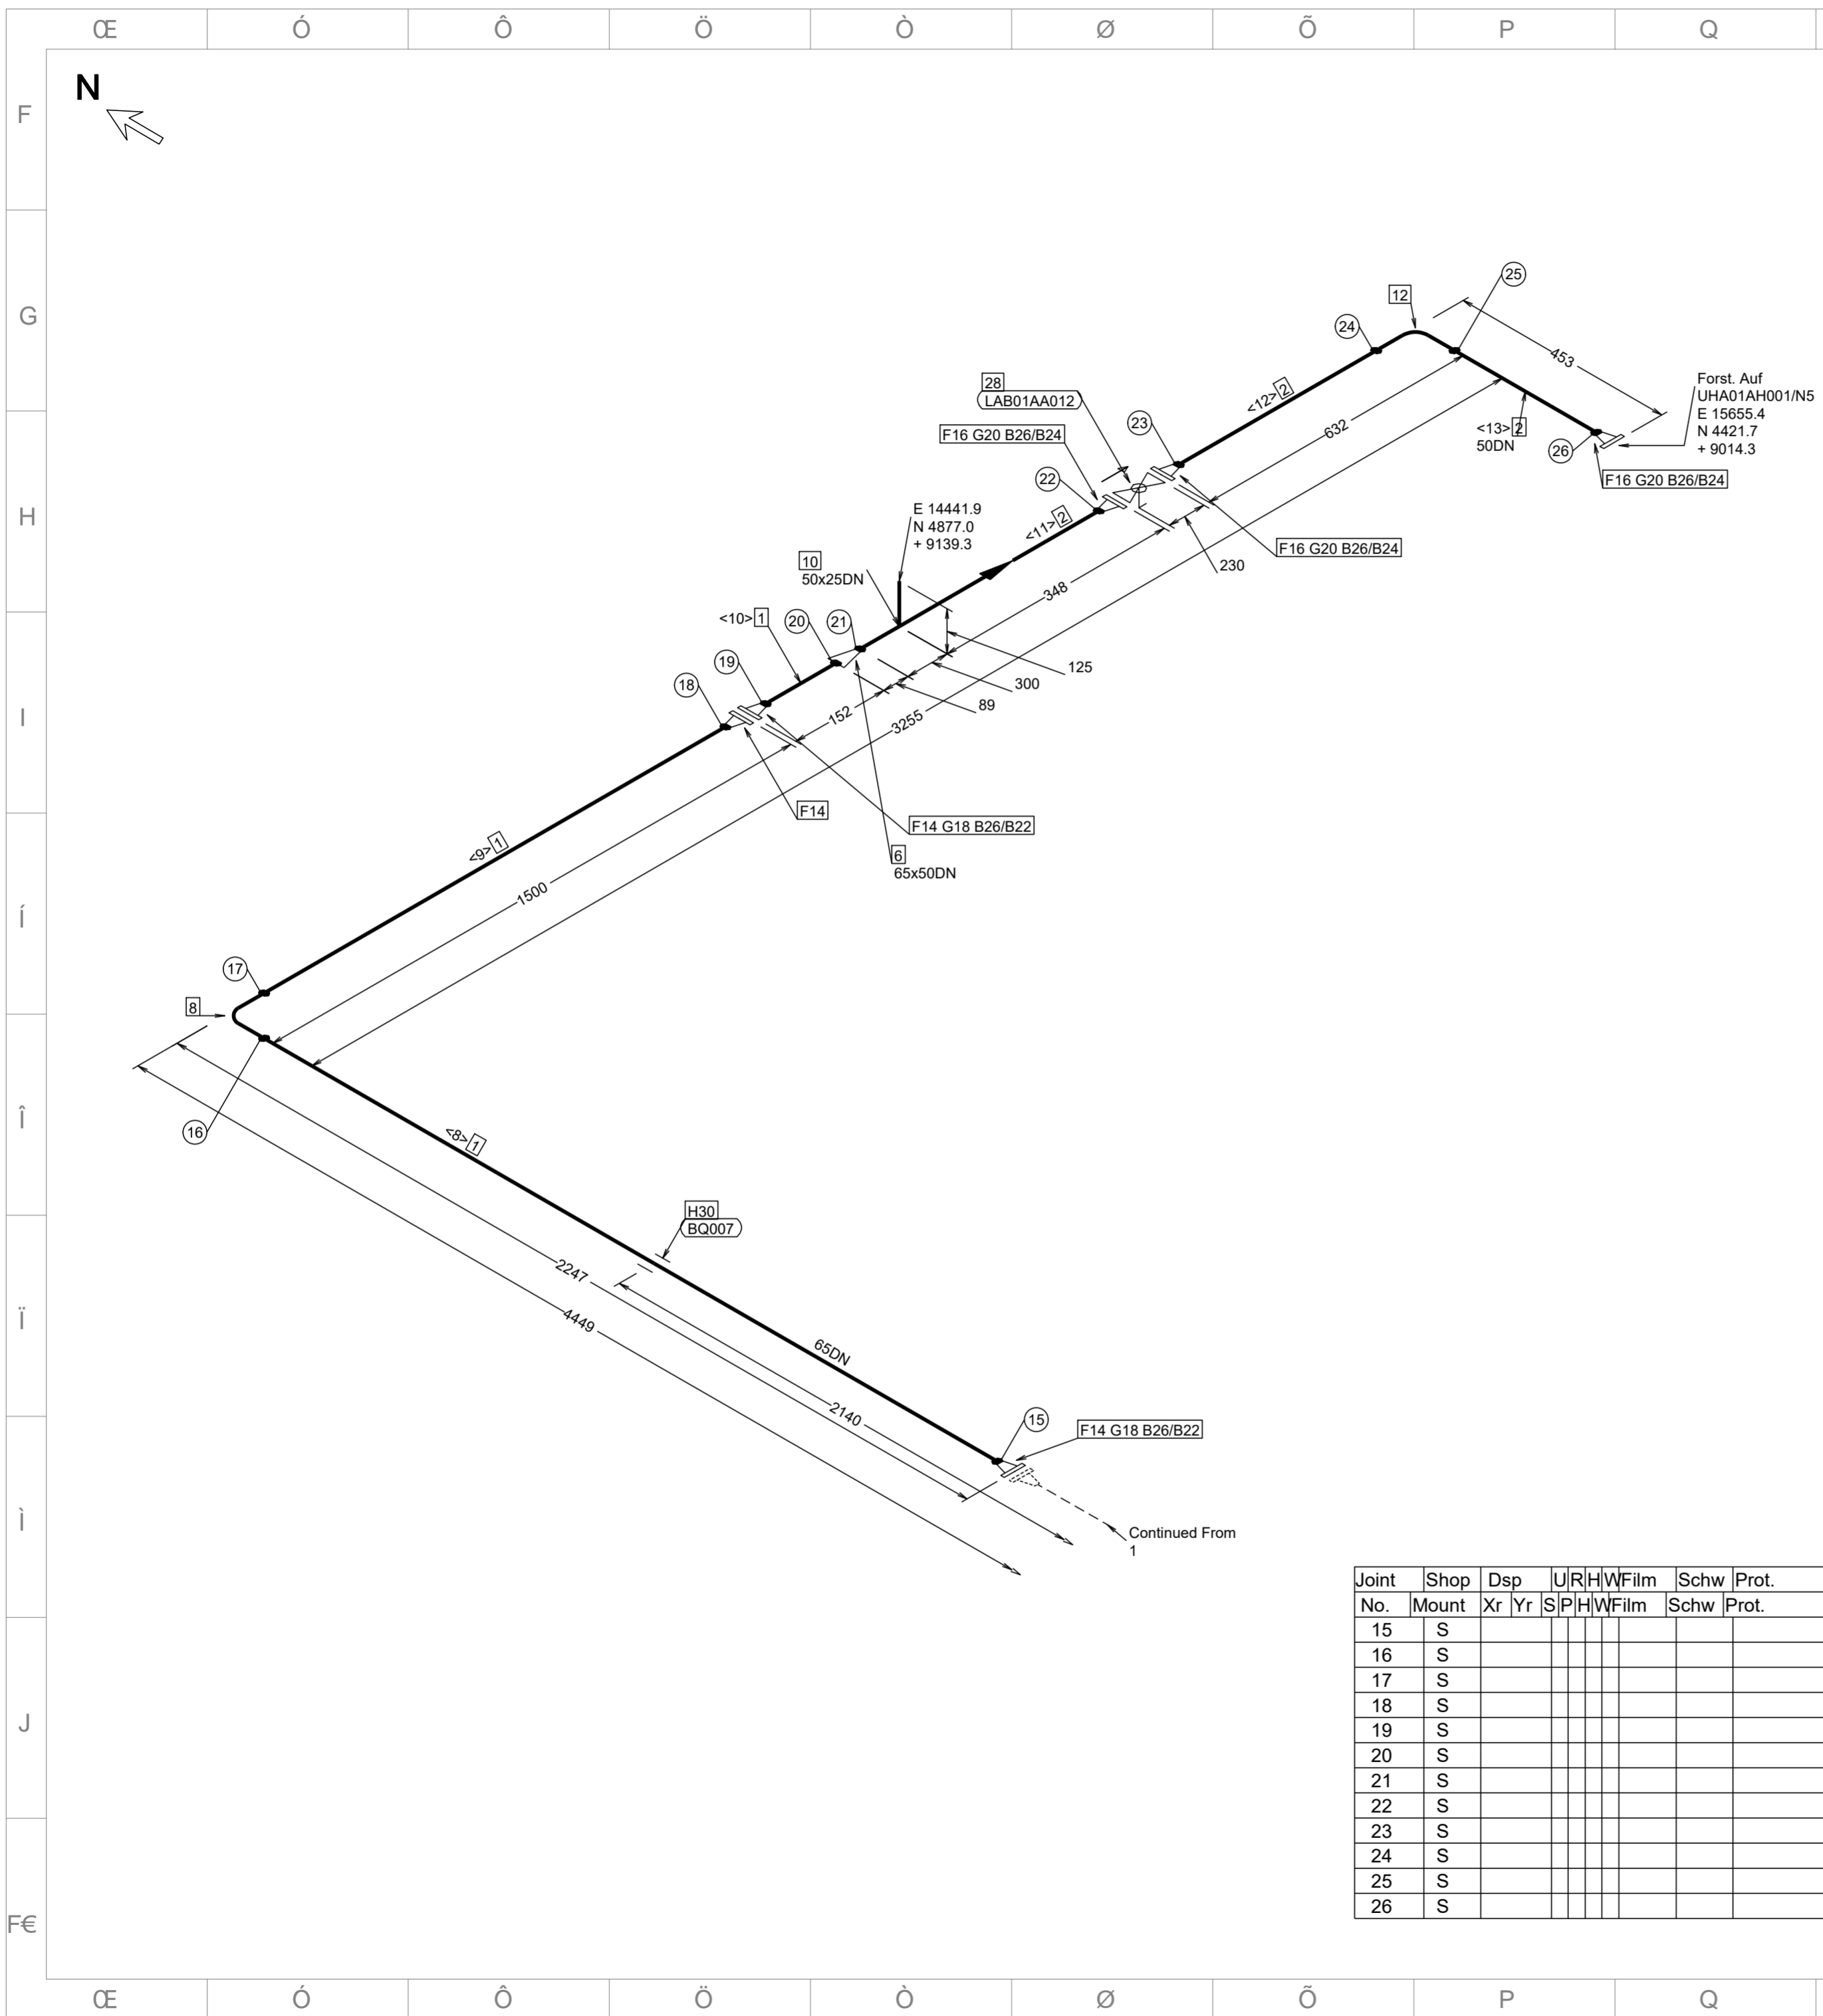 Œ Ó Ô Ö Ò Ø Õ P Q
N
F
G
H
I
Í
Î
Ï
Ì
J
F€
25
12
24
453
Forst. Auf
UHA01AH001/N5
E 15655.4
N 4421.7
+ 9014.3
28
LAB01AA012
<12> 2
<13> 2
50DN
F16 G20 B26/B24
23
632
26
F16 G20 B26/B24
22
E 14441.9
N 4877.0
+ 9139.3
<11> 2
F16 G20 B26/B24
230
10
50x25DN
348
<10> 1
20
21
125
19
300
18
89
152
3255
F14
F14 G18 B26/B22
6
65x50DN
<9> 1
1500
17
8
16
<8> 1
H30
BQ007
2247
4449
65DN
2140
15
F14 G18 B26/B22
Continued From
1
Joint Shop Dsp U R H W Film Schw Prot.
No. Mount Xr Yr S P H W Film Schw Prot.
15 S
16 S
17 S
18 S
19 S
20 S
21 S
22 S
23 S
24 S
25 S
26 S
Œ Ó Ô Ö Ò Ø Õ P Q